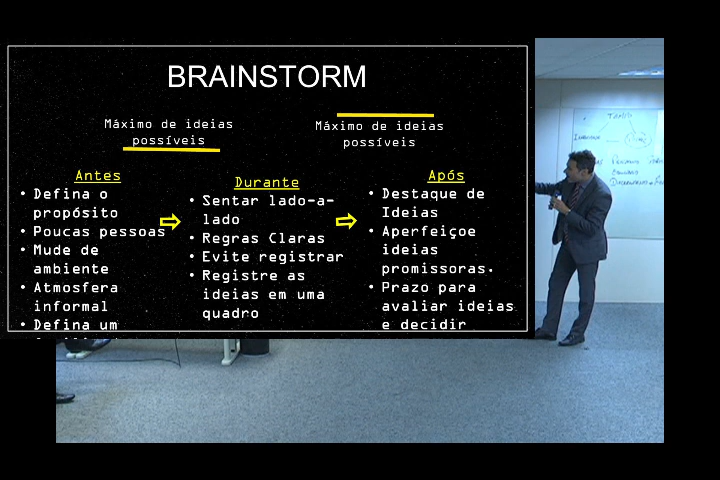 BRAINSTORM
Máximo de ideias
possíveis
Máximo de ideias
possíveis
Antes
• Defina o
propósito
• Poucas pessoas
• Mude de
ambiente
• Atmosfera
informal
• Defina um
Durante
• Sentar lado-a-
lado
• Regras Claras
• Evite registrar
• Registre as
ideias em uma
quadro
Após
• Destaque de
Ideias
• Aperfeiçoe
ideias
promissoras.
• Prazo para
avaliar ideias
e decidir